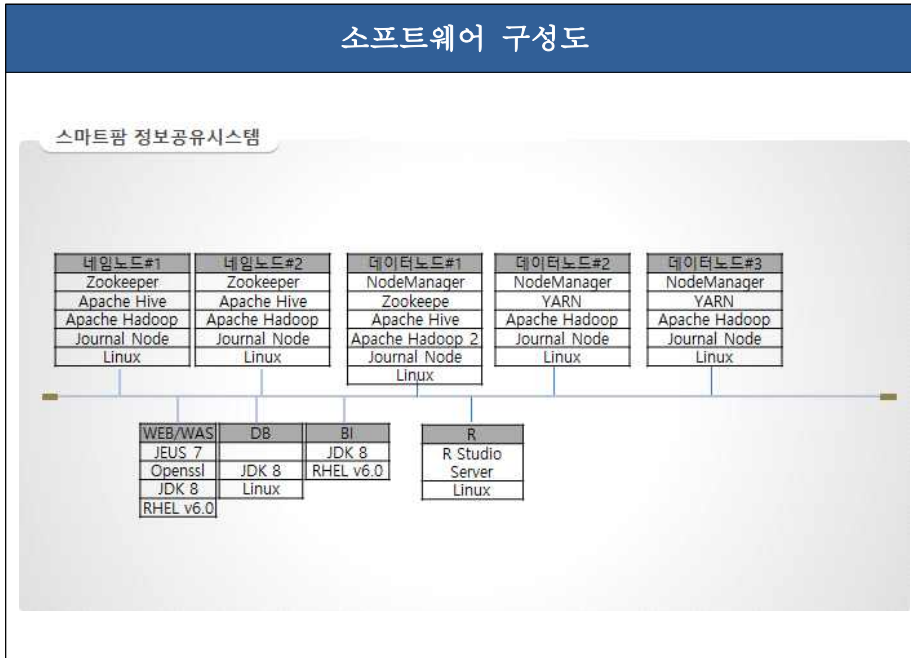 소프트웨어 구성도
스마트팜 정보공유시스템
네임노드#1
Zookeeper
Apache Hive
Apache Hadoop
Journal Node
Linux
네임노드#2
Zookeeper
Apache Hive
Apache Hadoop
Journal Node
Linux
데이터노드#1
NodeManager
Zookeepe
Apache Hive
Apache Hadoop 2
Journal Node
Linux
데이터노드#2
NodeManager
YARN
Apache Hadoop
Journal Node
Linux
데이터노드#3
NodeManager
YARN
Apache Hadoop
Journal Node
Linux
WEB/WAS
JEUS 7
Openssl
JDK 8
RHEL v6.0
DB
JDK 8
Linux
BI
JDK 8
RHEL v6.0
R
R Studio
Server
Linux